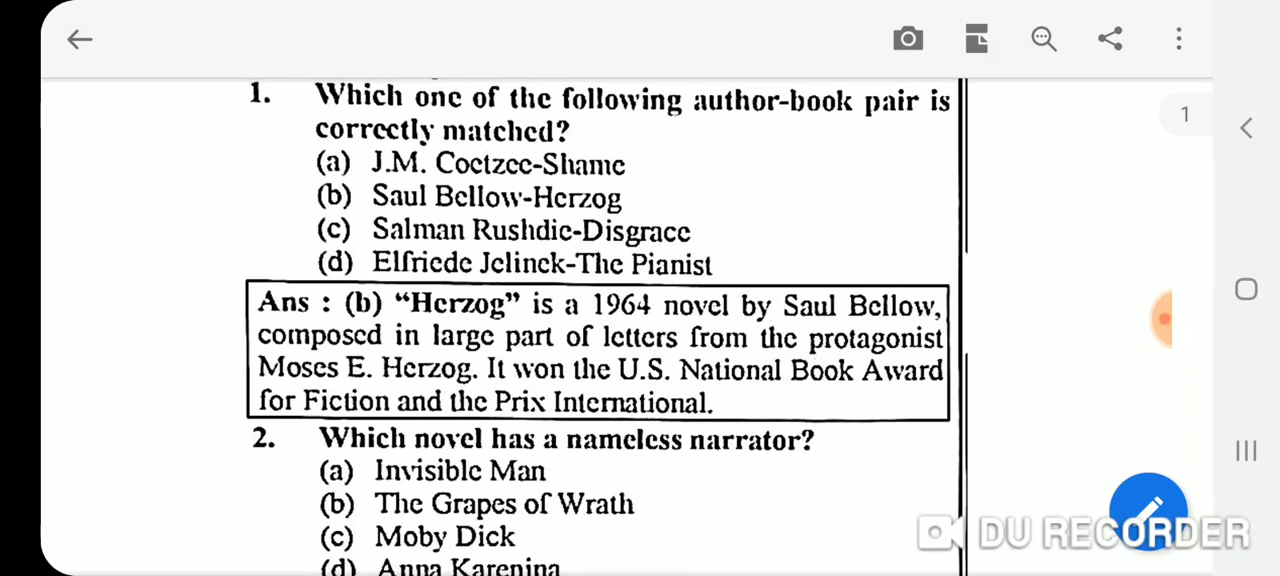 1
1. Which one of the following author-book pair is
correctly matched?
(a) J.M. Coetzee-Shame
(b) Saul Bellow-Herzog
(c) Salman Rushdie-Disgrace
(d) Elfriede Jelinek-The Pianist
Ans : (b) “Herzog” is a 1964 novel by Saul Bellow,
composed in large part of letters from the protagonist
Moses E. Herzog. It won the U.S. National Book Award
for Fiction and the Prix International.
2. Which novel has a nameless narrator?
(a) Invisible Man
(b) The Grapes of Wrath
(c) Moby Dick
(d) Anna Karenina
DU RECORDER